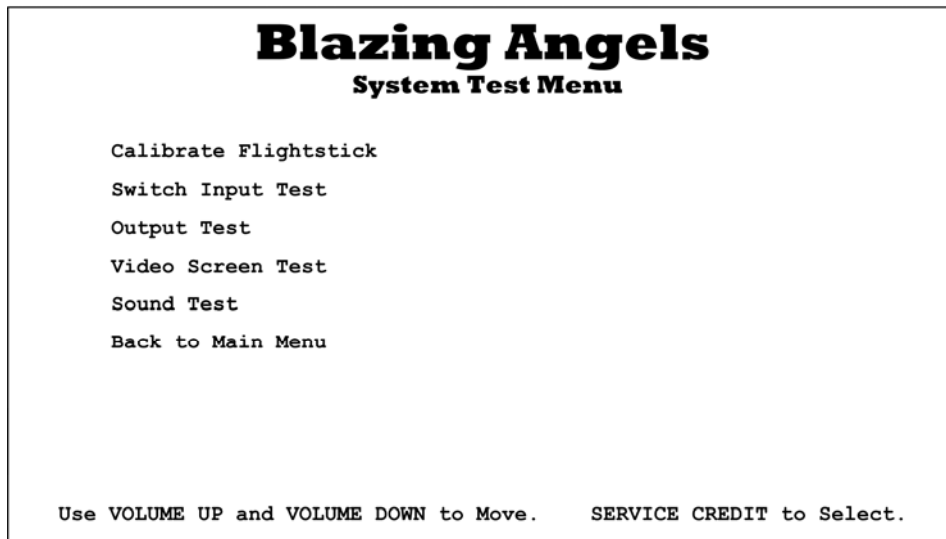 Blazing Angels
System Test Menu
Calibrate Flightstick
Switch Input Test
Output Test
Video Screen Test
Sound Test
Back to Main Menu
Use VOLUME UP and VOLUME DOWN to Move. SERVICE CREDIT to Select.